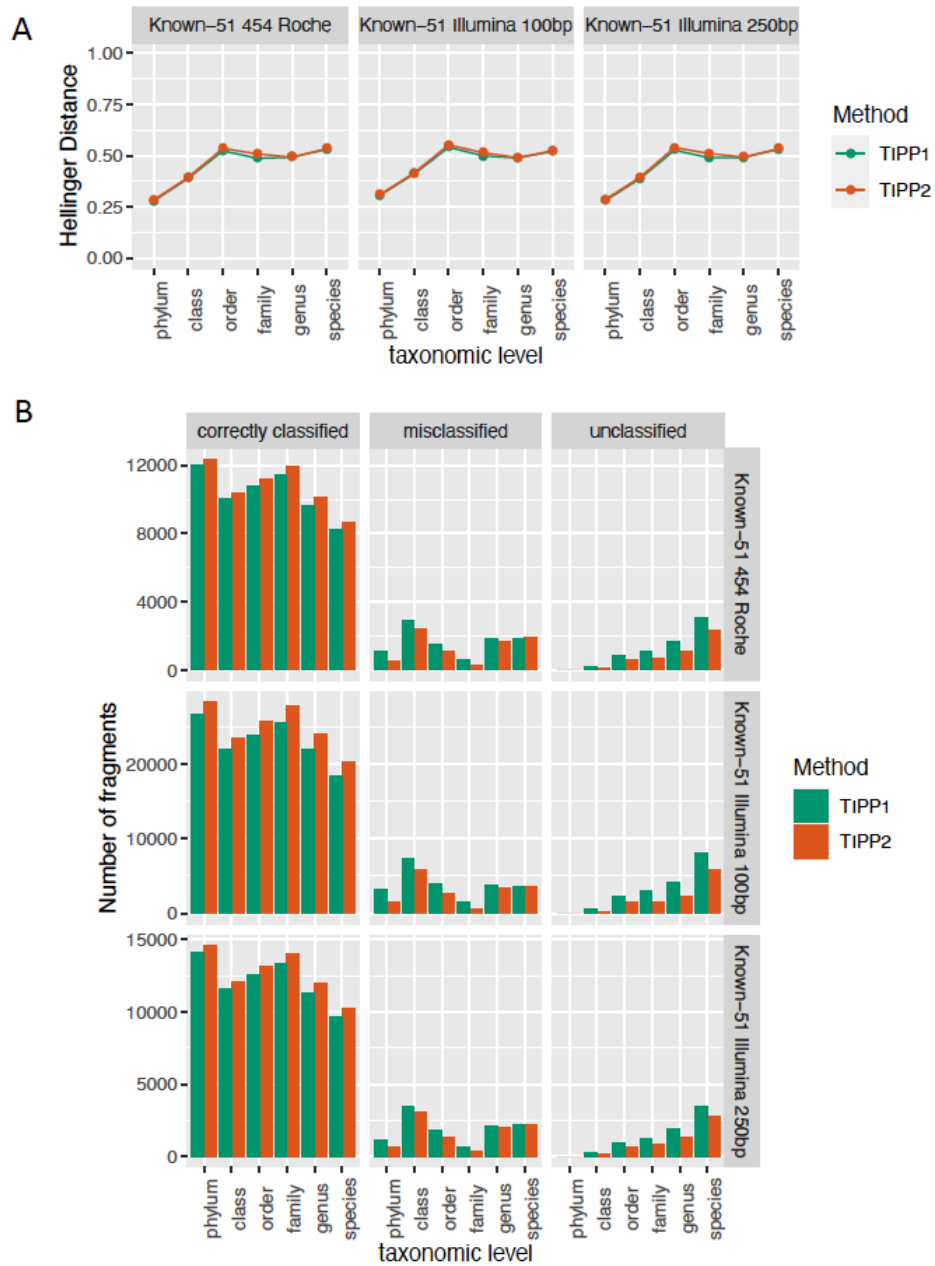 A
Known-51 454 Roche
Known-51 Illumina 100bp
Known-51 Illumina 250bp
1.00
0.75
0.50
0.25
0.00
Hellinger Distance
phylum
class
order
family
genus
species
phylum
class
order
family
genus
species
phylum
class
order
family
genus
species
taxonomic level
Method
TIPP1
TIPP2
B
correctly classified
misclassified
unclassified
12000
8000
4000
0
Known-51 454 Roche
20000
10000
0
Known-51 Illumina 100bp
15000
10000
5000
0
Known-51 Illumina 250bp
Number of fragments
phylum
class
order
family
genus
species
phylum
class
order
family
genus
species
phylum
class
order
family
genus
species
taxonomic level
Method
TIPP1
TIPP2